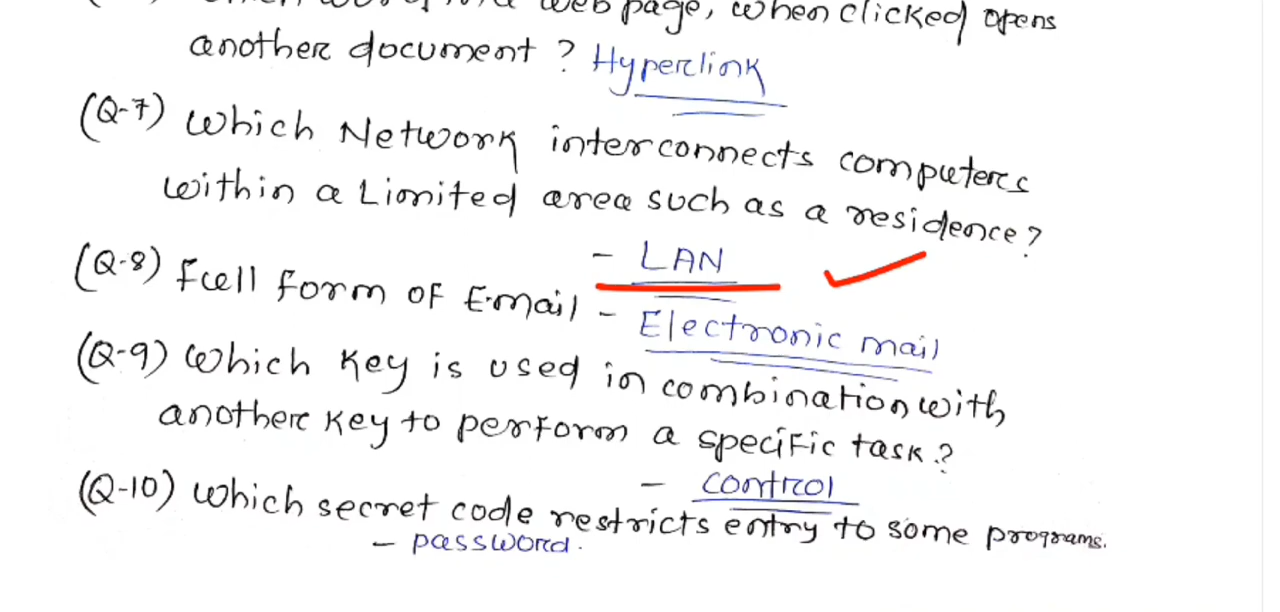 web page, when clicked opens
another document ? Hyperlink
(Q-7) Which Network interconnects computers
within a Limited area such as a residence?
- LAN
(Q-8) Full form of E-mail - Electronic mail
(Q-9) Which key is used in combination with
another key to perform a specific task?
- control
(Q-10) Which secret code restricts entry to some programs.
- password.